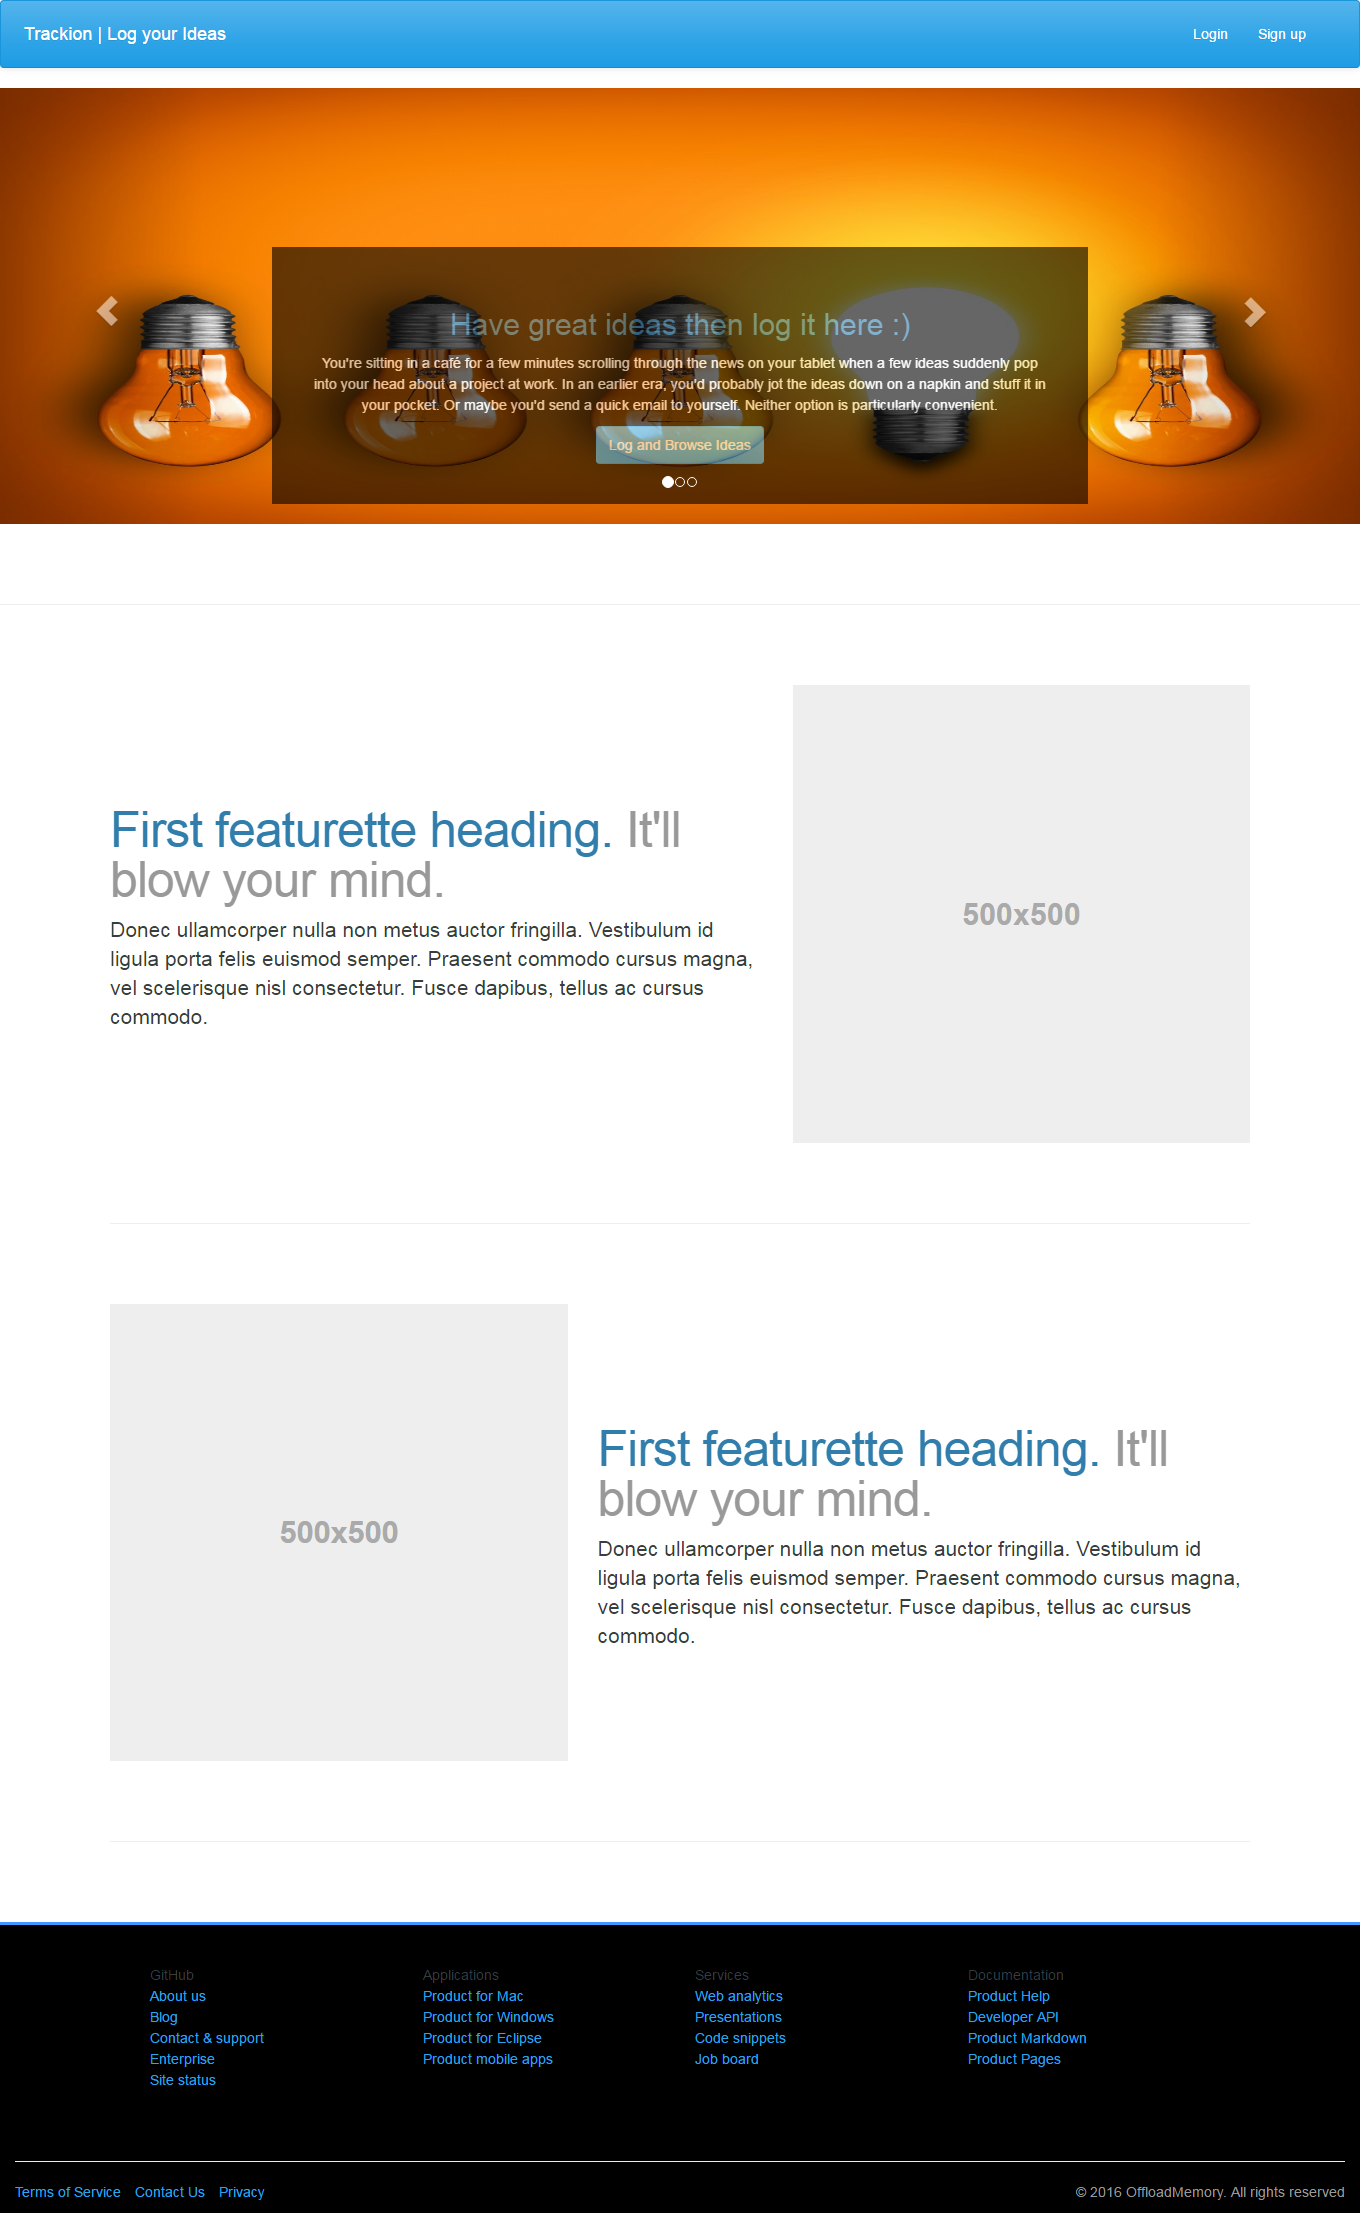 Trackion | Log your Ideas
Login
Sign up
Have great ideas then log it here :)
You're sitting in a café for a few minutes scrolling through the news on your tablet when a few ideas suddenly pop
into your head about a project at work. In an earlier era, you'd probably jot the ideas down on a napkin and stuff it in
your pocket. Or maybe you'd send a quick email to yourself. Neither option is particularly convenient.
Log and Browse Ideas
First featurette heading. It'll
blow your mind.
Donec ullamcorper nulla non metus auctor fringilla. Vestibulum id
ligula porta felis euismod semper. Praesent commodo cursus magna,
vel scelerisque nisl consectetur. Fusce dapibus, tellus ac cursus
commodo.
500x500
500x500
First featurette heading. It'll
blow your mind.
Donec ullamcorper nulla non metus auctor fringilla. Vestibulum id
ligula porta felis euismod semper. Praesent commodo cursus magna,
vel scelerisque nisl consectetur. Fusce dapibus, tellus ac cursus
commodo.
GitHub
About us
Blog
Contact & support
Enterprise
Site status
Applications
Product for Mac
Product for Windows
Product for Eclipse
Product mobile apps
Services
Web analytics
Presentations
Code snippets
Job board
Documentation
Product Help
Developer API
Product Markdown
Product Pages
Terms of Service
Contact Us
Privacy
© 2016 OffloadMemory. All rights reserved